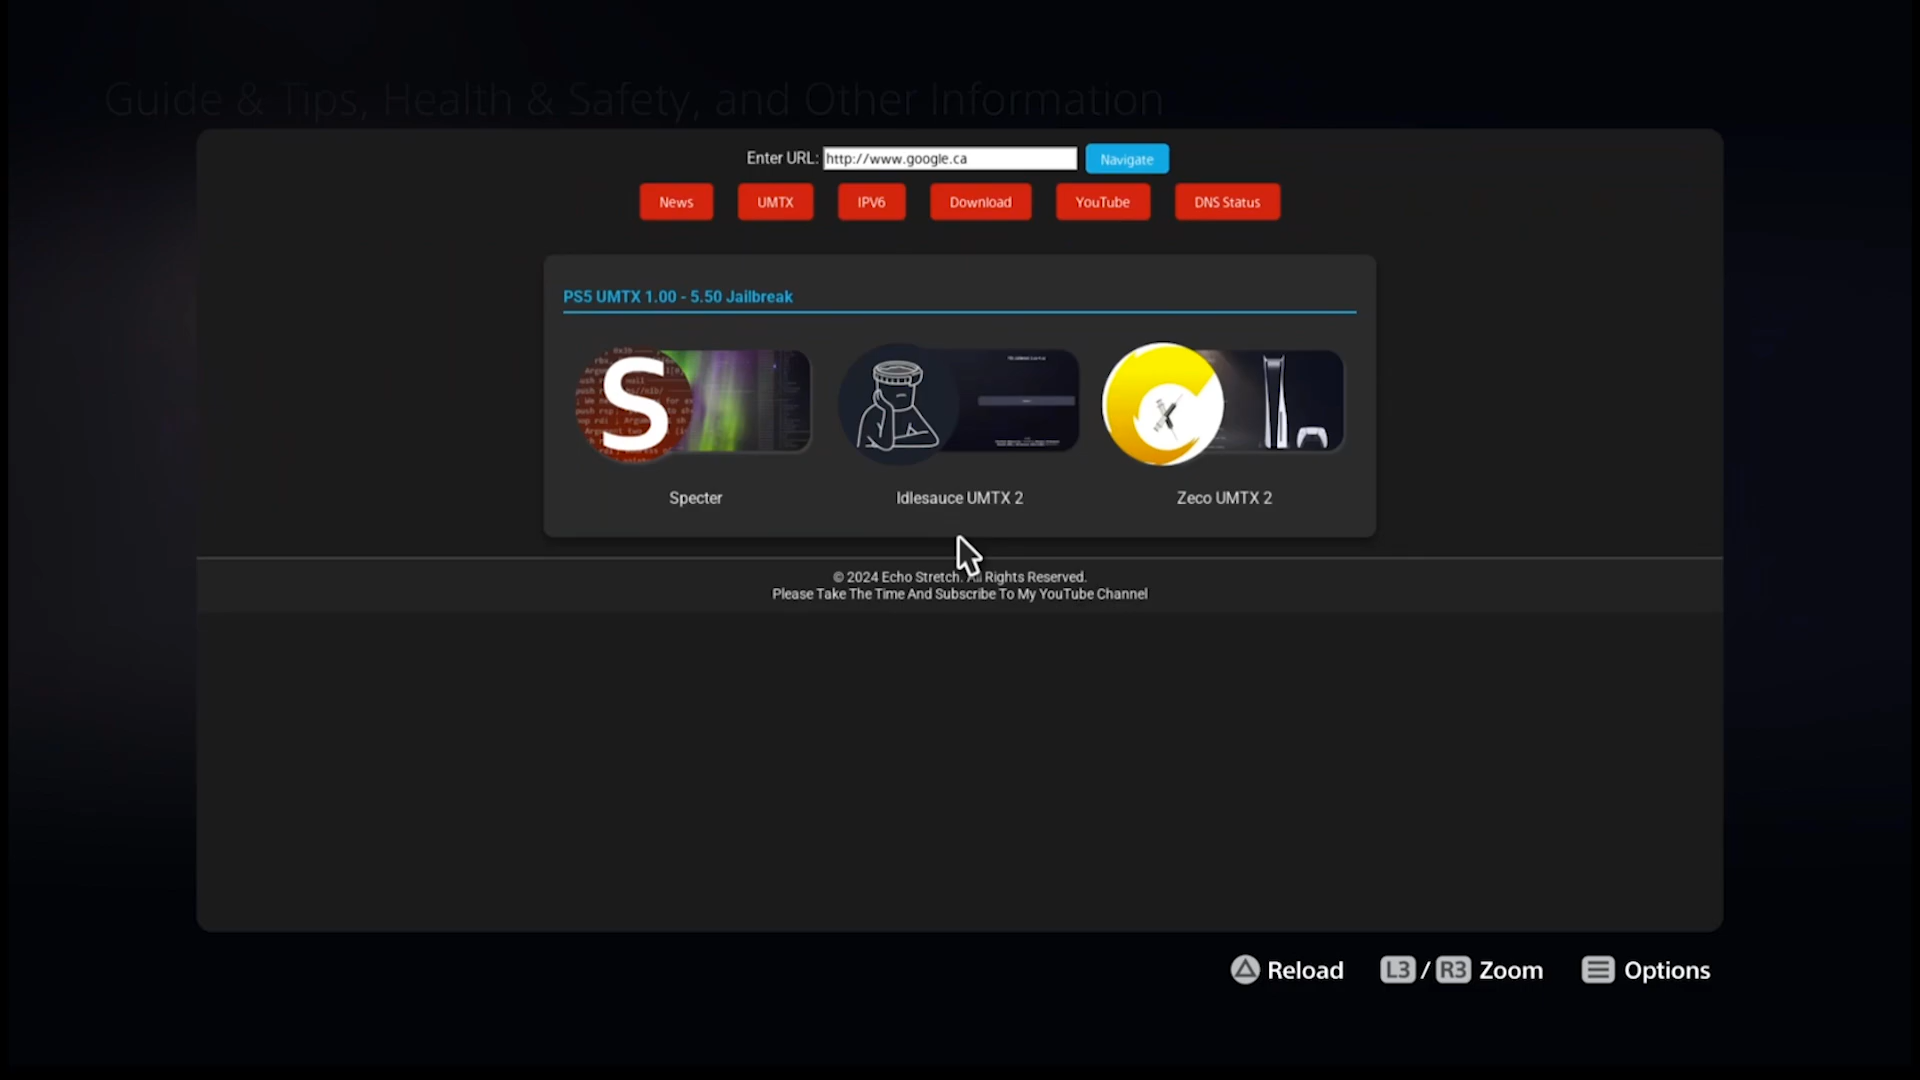 Guide & Tips, Health & Safety, and Other Information
Enter URL: http://www.google.ca Navigate
News UMTX IPV6 Download YouTube DNS Status
PS5 UMTX 1.00 - 5.50 Jailbreak
S
Specter Idlesauce UMTX 2 Zeco UMTX 2
© 2024 Echo Stretch. All Rights Reserved.
Please Take The Time And Subscribe To My YouTube Channel
Reload L3 / R3 Zoom Options